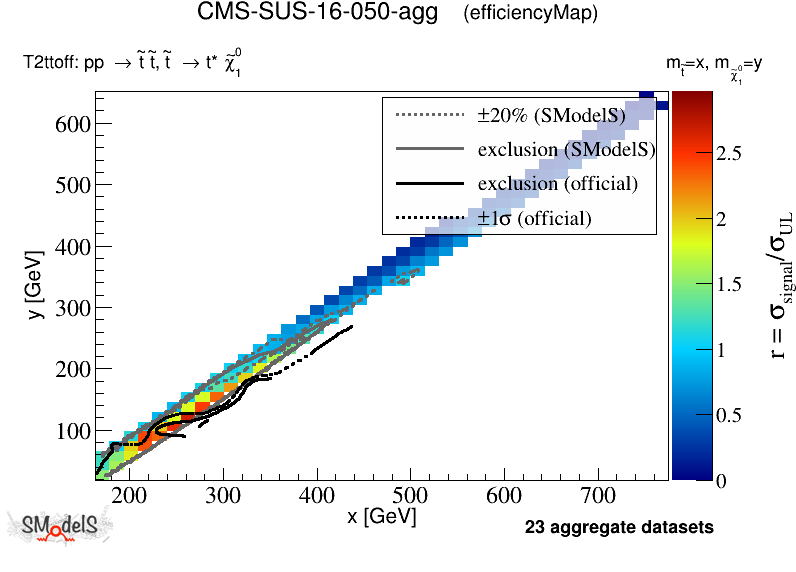 CMS-SUS-16-050-agg (efficiencyMap)
T2ttoff: pp → t̃ t̃, t̃ → t* χ̃⁰₁
m_t̃=x, m_χ̃⁰₁=y
±20% (SModelS)
exclusion (SModelS)
exclusion (official)
±1σ (official)
600
500
400
300
200
100
y [GeV]
200 300 400 500 600 700
x [GeV]
2.5
2
1.5
1
0.5
0
r = σ_signal/σ_UL
SModelS
23 aggregate datasets